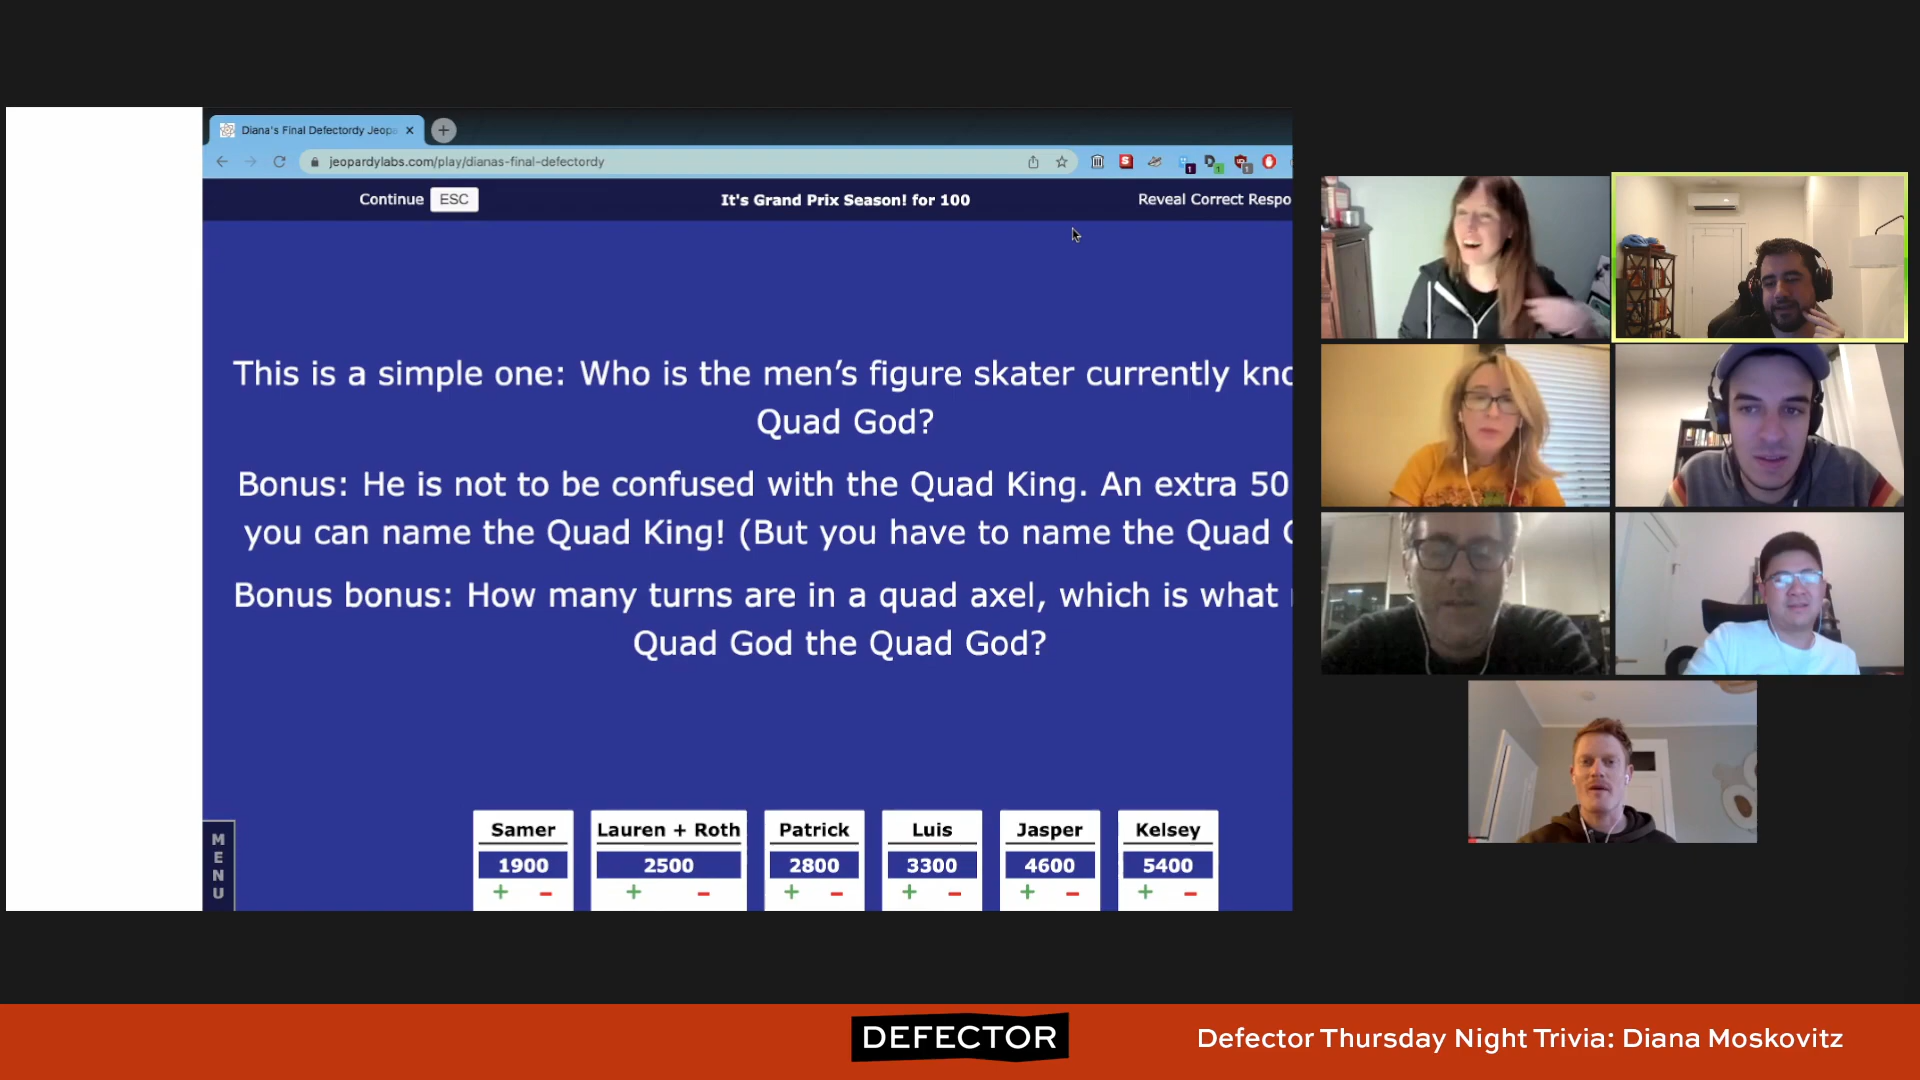 Diana's Final Defectordy Jeopa
jeopardylabs.com/play/dianas-final-defectordy
Continue ESC
It's Grand Prix Season! for 100
Reveal Correct Respo
This is a simple one: Who is the men’s figure skater currently kno
Quad God?
Bonus: He is not to be confused with the Quad King. An extra 50
you can name the Quad King! (But you have to name the Quad G
Bonus bonus: How many turns are in a quad axel, which is what
Quad God the Quad God?
MENU
Samer
1900
+ −
Lauren + Roth
2500
+ −
Patrick
2800
+ −
Luis
3300
+ −
Jasper
4600
+ −
Kelsey
5400
+ −
DEFECTOR
Defector Thursday Night Trivia: Diana Moskovitz